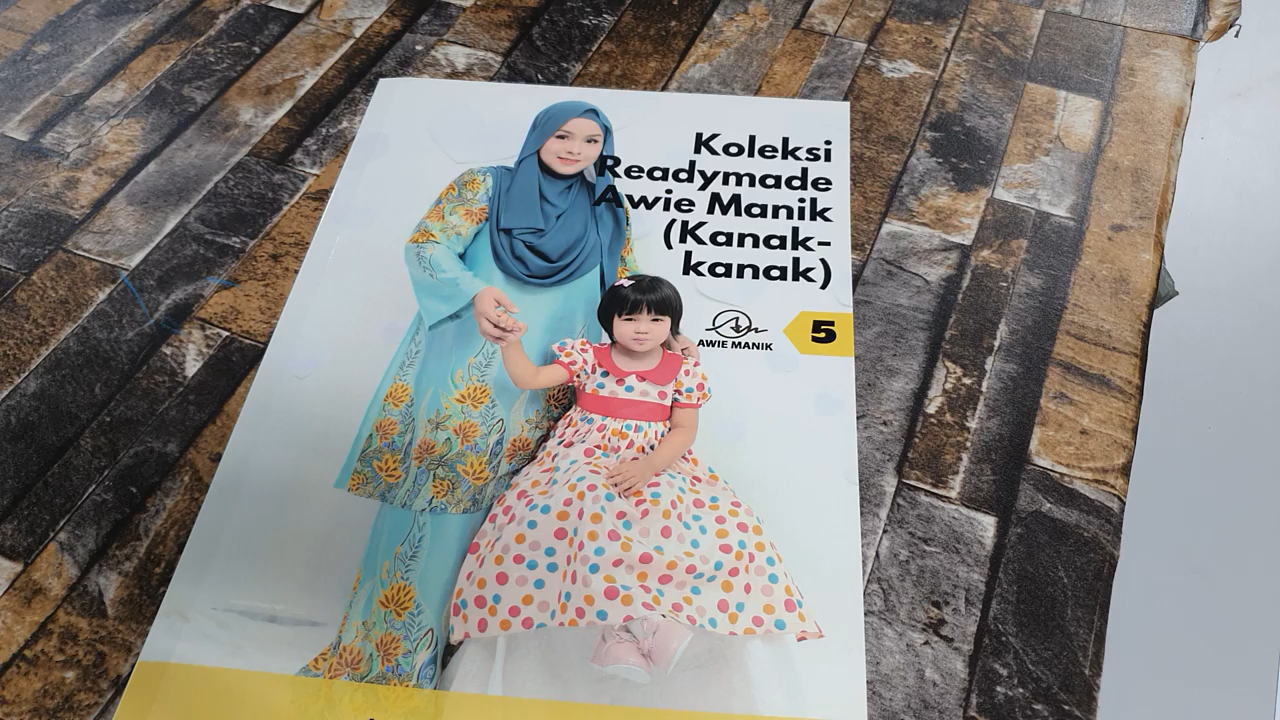 Koleksi
Readymade
Awie Manik
(Kanak-
kanak)
5
AWIE MANIK